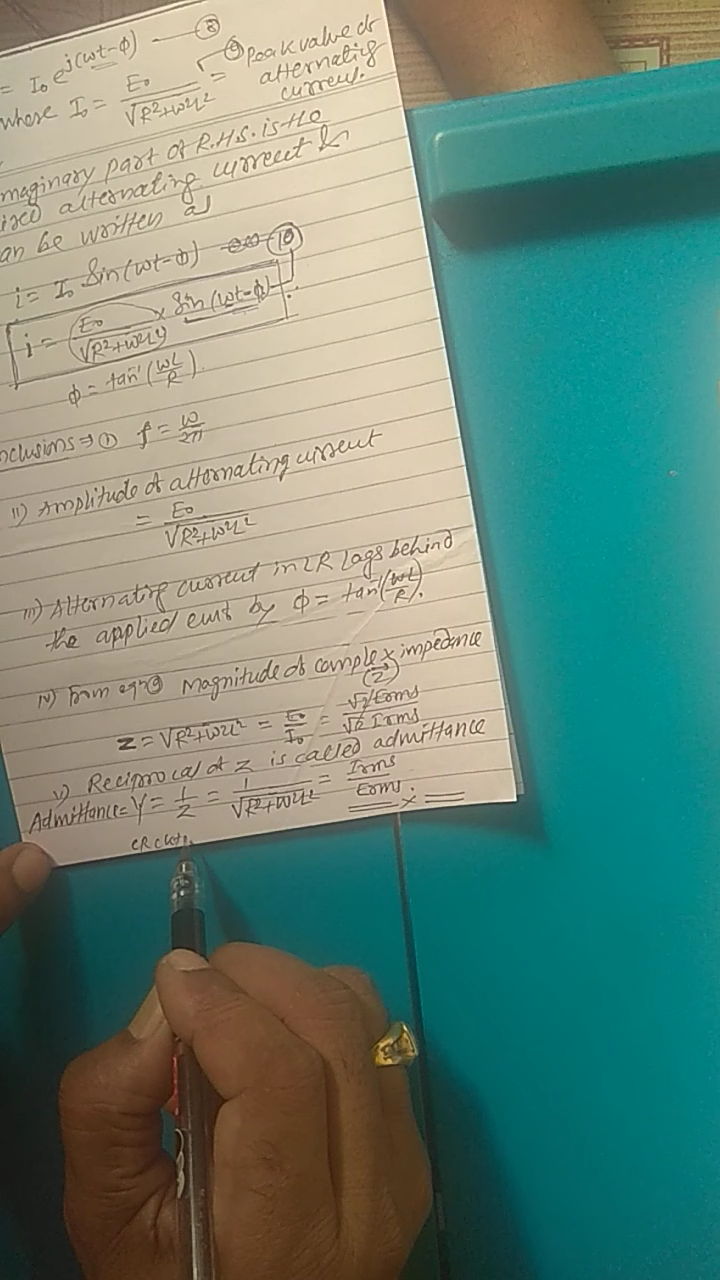 = I₀ e^j(ωt-ϕ) — ⑧
where I₀ = E₀/√R²+ω²L² ⑨ = Peak value of alternating current.
maginary part of R.H.S. is the
ired alternating current &
an be written as
i = I₀ Sin(ωt-ϕ) ⑩
i = E₀/√R²+ω²L² × Sin(ωt-ϕ)
ϕ = tan⁻¹(ωL/R)
nclusions ⇒ ① f = ω/2π
ii) Amplitude of alternating current
= E₀/√R²+ω²L²
iii) Alternating current in LR lags behind
the applied emf by ϕ = tan⁻¹(ωL/R).
iv) From eqⁿ ⑨ Magnitude of complex impedance (Z)
Z = √R²+ω²L² = E₀/I₀ = √2 Erms/√2 Irms
v) Reciprocal of Z is called admittance
Admittance = Y = 1/Z = 1/√R²+ω²L² = Irms/Erms
CR ckt